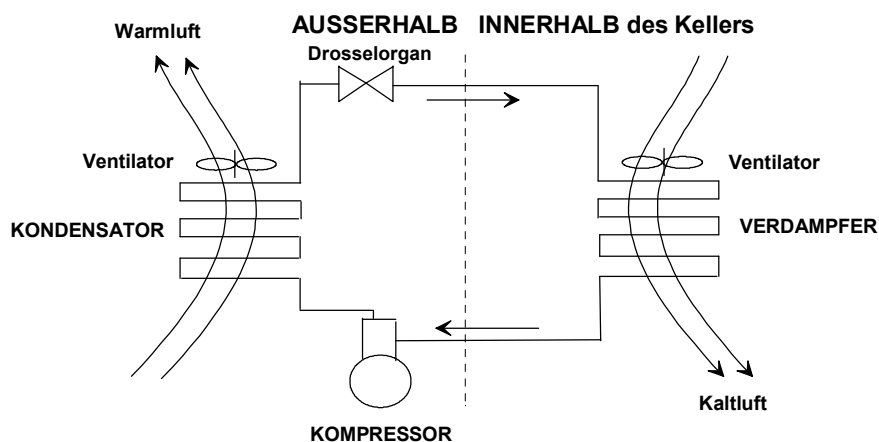 AUSSERHALB INNERHALB des Kellers
Warmluft
Drosselorgan
Ventilator
Ventilator
KONDENSATOR
VERDAMPFER
Kaltluft
KOMPRESSOR